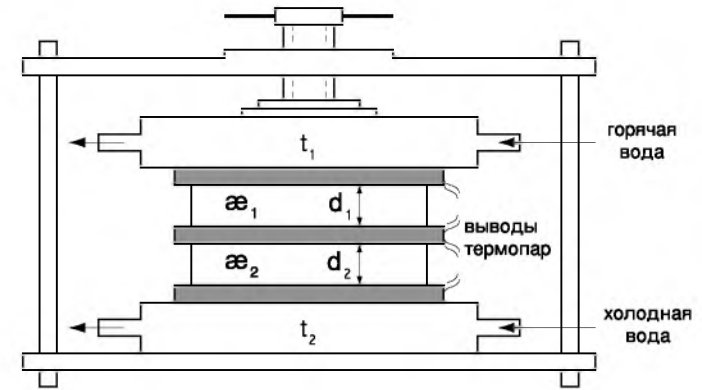 t₁
горячая
вода
æ₁
d₁
выводы
термопар
æ₂
d₂
холодная
вода
t₂